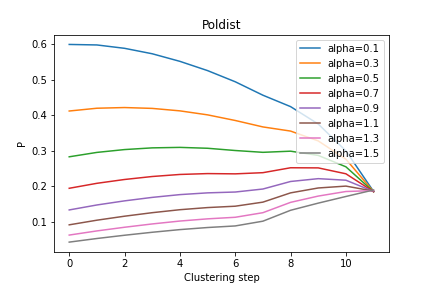 Poldist
0.6
0.5
0.4
0.3
0.2
0.1
P
0
2
4
6
8
10
Clustering step
alpha=0.1
alpha=0.3
alpha=0.5
alpha=0.7
alpha=0.9
alpha=1.1
alpha=1.3
alpha=1.5